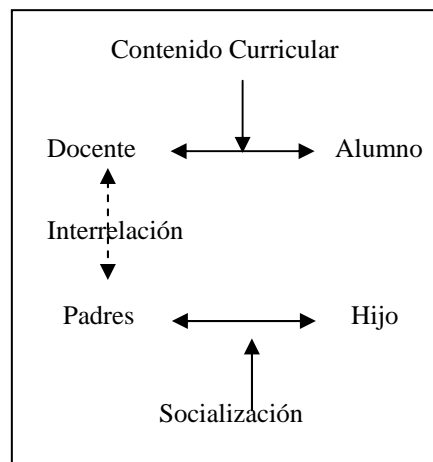 Contenido Curricular
Docente Alumno
Interrelación
Padres Hijo
Socialización